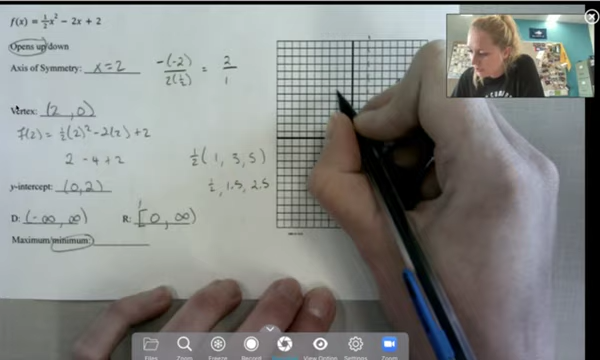 f(x) = ½x² − 2x + 2
Opens up/down
Axis of Symmetry: x=2 -(-2)/2(½) = 2/1
Vertex: (2, 0)
f(2) = ½(2)² - 2(2) + 2
2 - 4 + 2
½(1, 3, 5)
½, 1.5, 2.5
y-intercept: (0,2)
D: (-∞, ∞) R: [0, ∞)
Maximum/minimum:
Files Zoom Freeze Record View Option Settings Zoom